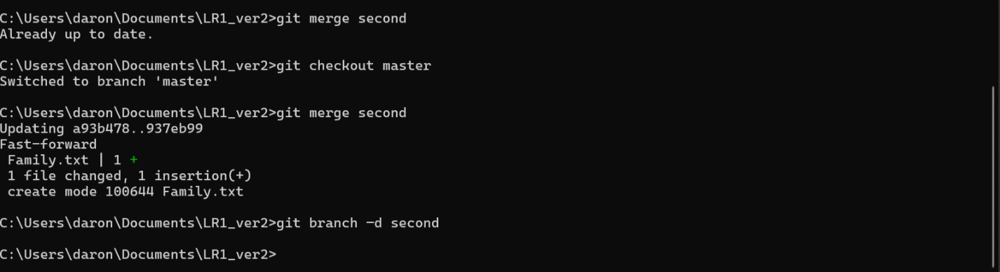 C:\Users\daron\Documents\LR1_ver2>git merge second
Already up to date.
C:\Users\daron\Documents\LR1_ver2>git checkout master
Switched to branch 'master'
C:\Users\daron\Documents\LR1_ver2>git merge second
Updating a93b478..937eb99
Fast-forward
 Family.txt | 1 +
 1 file changed, 1 insertion(+)
 create mode 100644 Family.txt
C:\Users\daron\Documents\LR1_ver2>git branch -d second
C:\Users\daron\Documents\LR1_ver2>